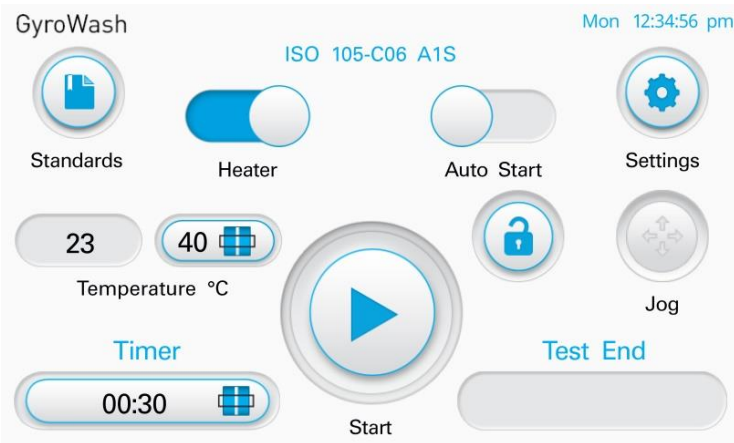 GyroWash
Mon 12:34:56 pm
ISO 105-C06 A1S
Standards
Heater
Auto Start
Settings
23
40
Temperature °C
Jog
Timer
Test End
00:30
Start